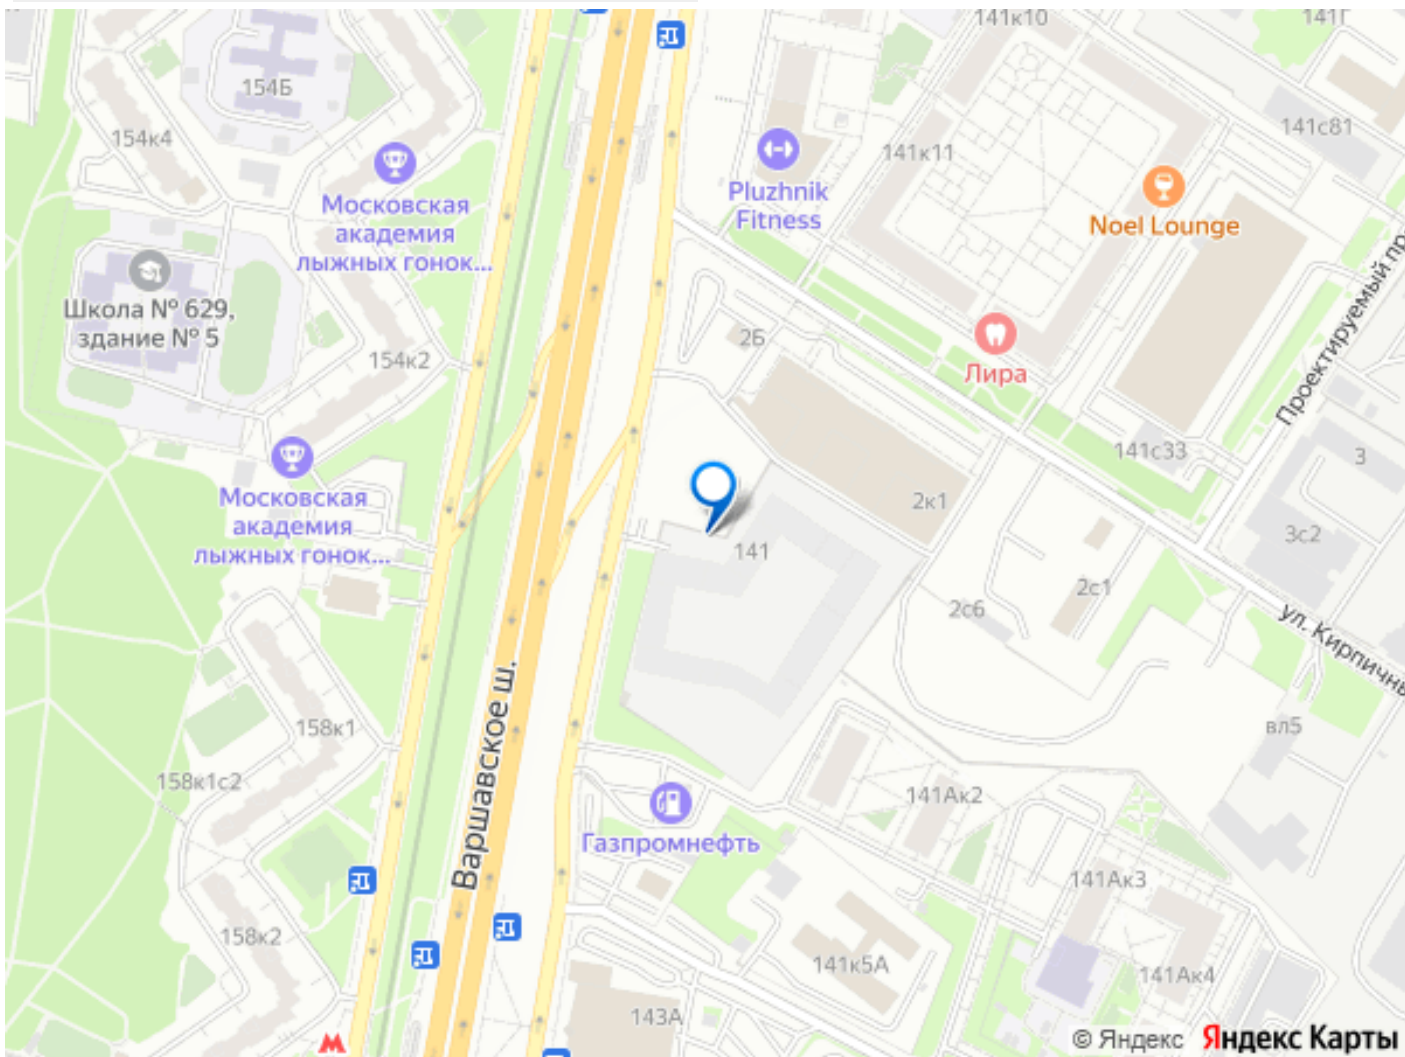 141к10
141Г
154Б
141с81
154к4
141к11
Pluzhnik
Fitness
Московская
академия
лыжных гонок...
Noel Lounge
Школа № 629,
здание № 5
2Б
154к2
Лира
Проектируемый пр
141с33
3
Московская
академия
лыжных гонок...
2к1
3с2
141
2с6
2с1
ул. Кирпичны
Варшавское ш.
158к1
вл5
158к1с2
141Ак2
Газпромнефть
141Ак3
158к2
141к5А
141Ак4
143А
© Яндекс Яндекс Карты